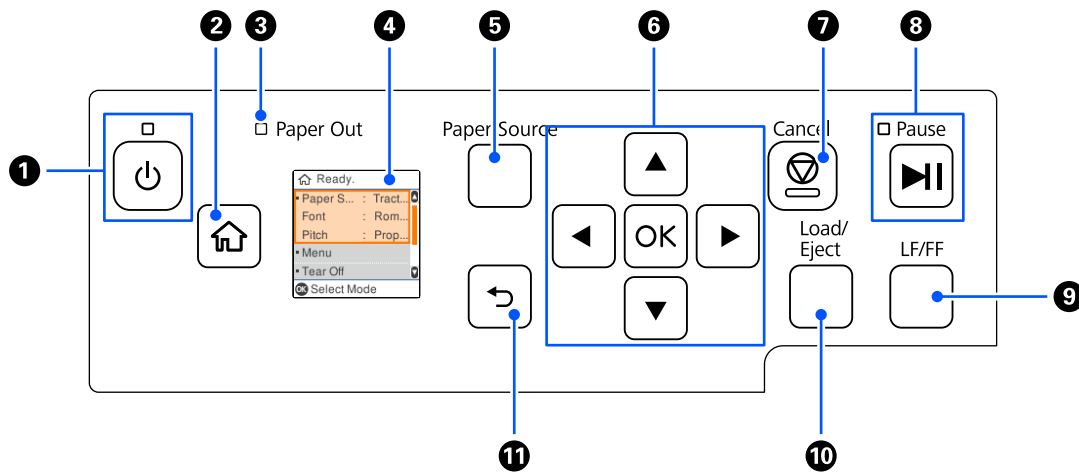 2 3 4 5 6 7 8
Paper Out Paper Source Cancel Pause
1
Ready.
Paper S... : Tract...
Font : Rom...
Pitch : Prop...
Menu
Tear Off
OK Select Mode
OK
Load/
Eject
LF/FF
9
11 10